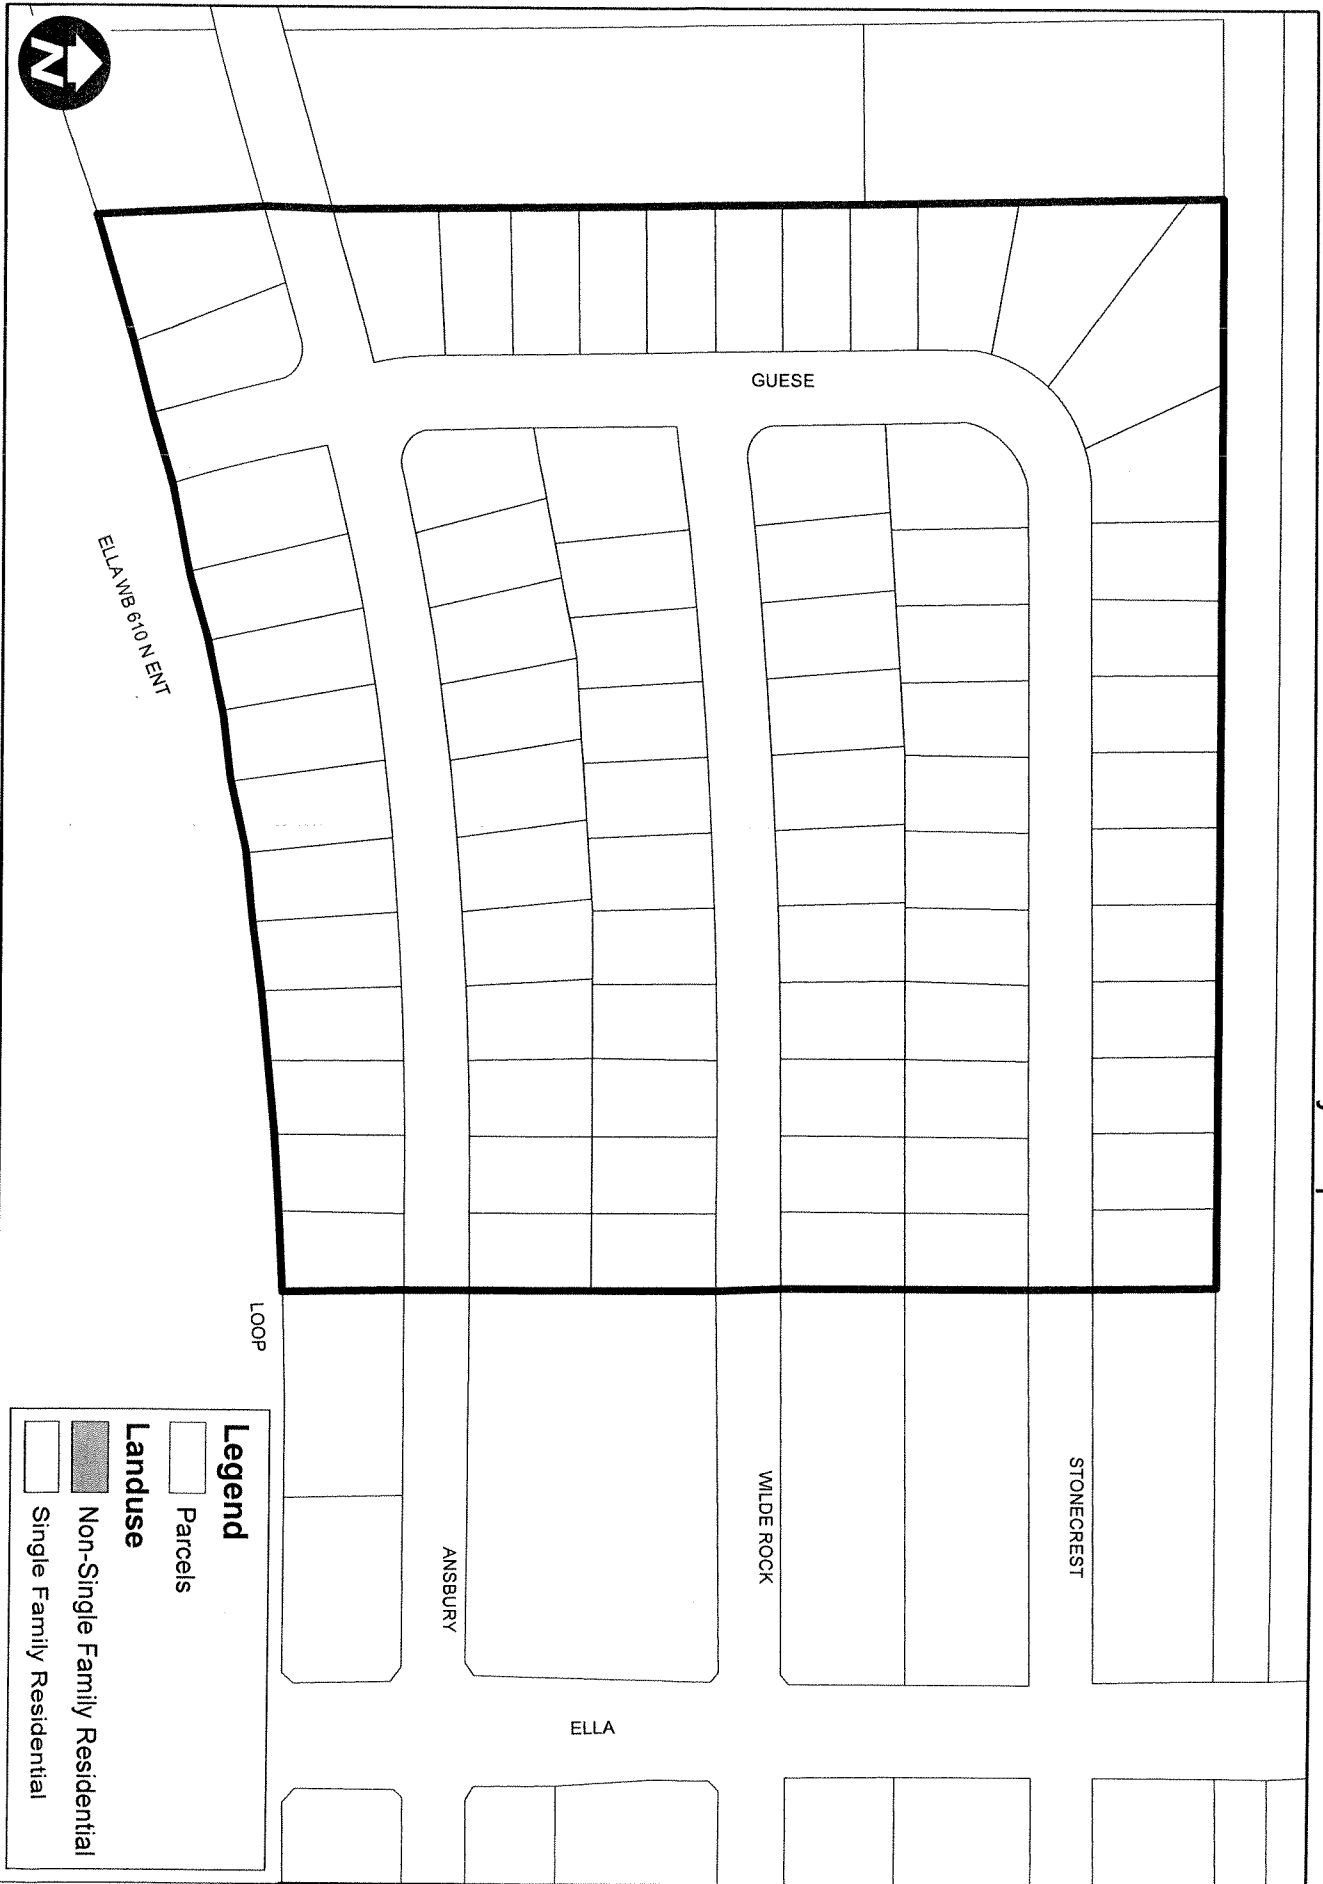 N
GUESE
ELLA WB 610 N ENT
LOOP
STONECREST
WILDE ROCK
ANSBURY
ELLA
Legend
Parcels
Landuse
Non-Single Family Residential
Single Family Residential